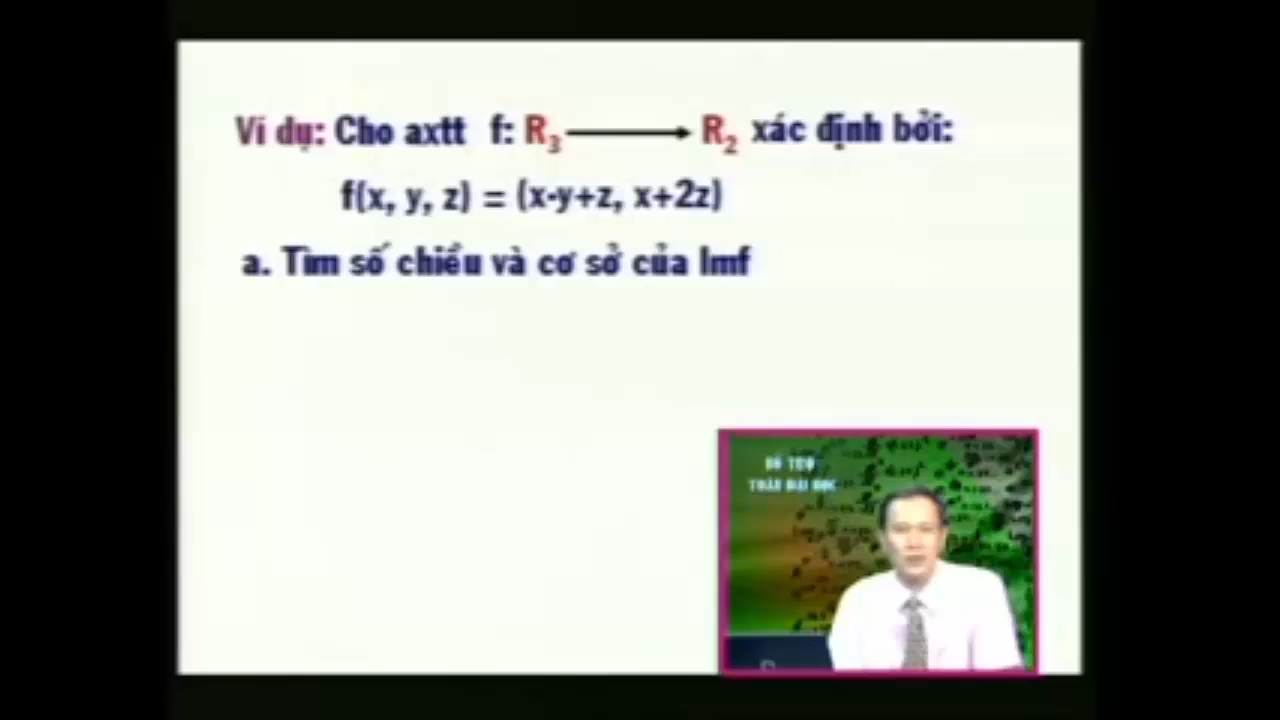 Ví dụ: Cho axtt f: R3 → R2 xác định bởi:
f(x, y, z) = (x-y+z, x+2z)
a. Tìm số chiều và cơ sở của Imf